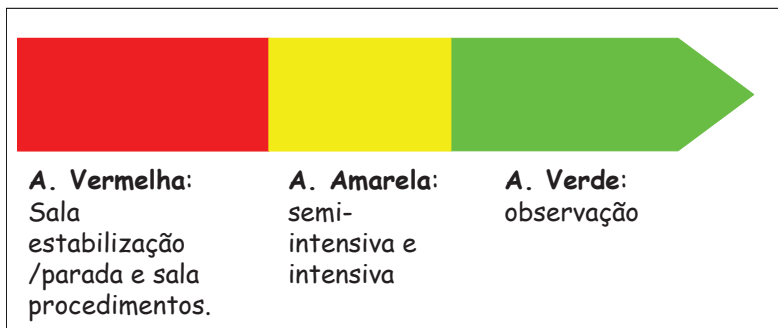 A. Vermelha:
Sala
estabilização
/parada e sala
procedimentos.
A. Amarela:
semi-
intensiva e
intensiva
A. Verde:
observação